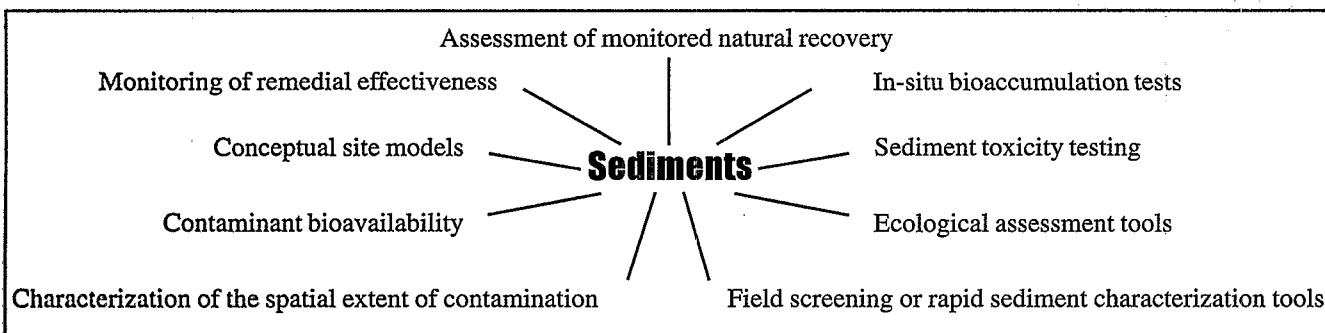 Assessment of monitored natural recovery
Monitoring of remedial effectiveness
In-situ bioaccumulation tests
Conceptual site models
Sediments
Sediment toxicity testing
Contaminant bioavailability
Ecological assessment tools
Characterization of the spatial extent of contamination
Field screening or rapid sediment characterization tools